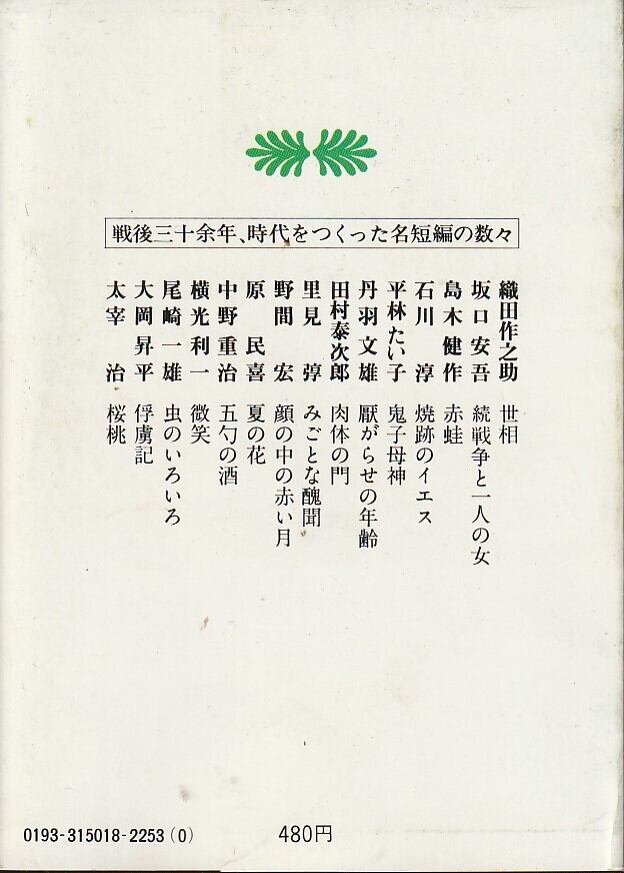 戦後三十余年、時代をつくった名短編の数々
織田作之助 世相
坂口安吾 続戦争と一人の女
島木健作 赤蛙
石川 淳 焼跡のイエス
平林たい子 鬼子母神
丹羽文雄 厭がらせの年齢
田村泰次郎 肉体の門
里見 弴 みごとな醜聞
野間 宏 顔の中の赤い月
原 民喜 夏の花
中野重治 五勺の酒
横光利一 微笑
尾崎一雄 虫のいろいろ
大岡昇平 俘虜記
太宰 治 桜桃
0193-315018-2253(0)
480円